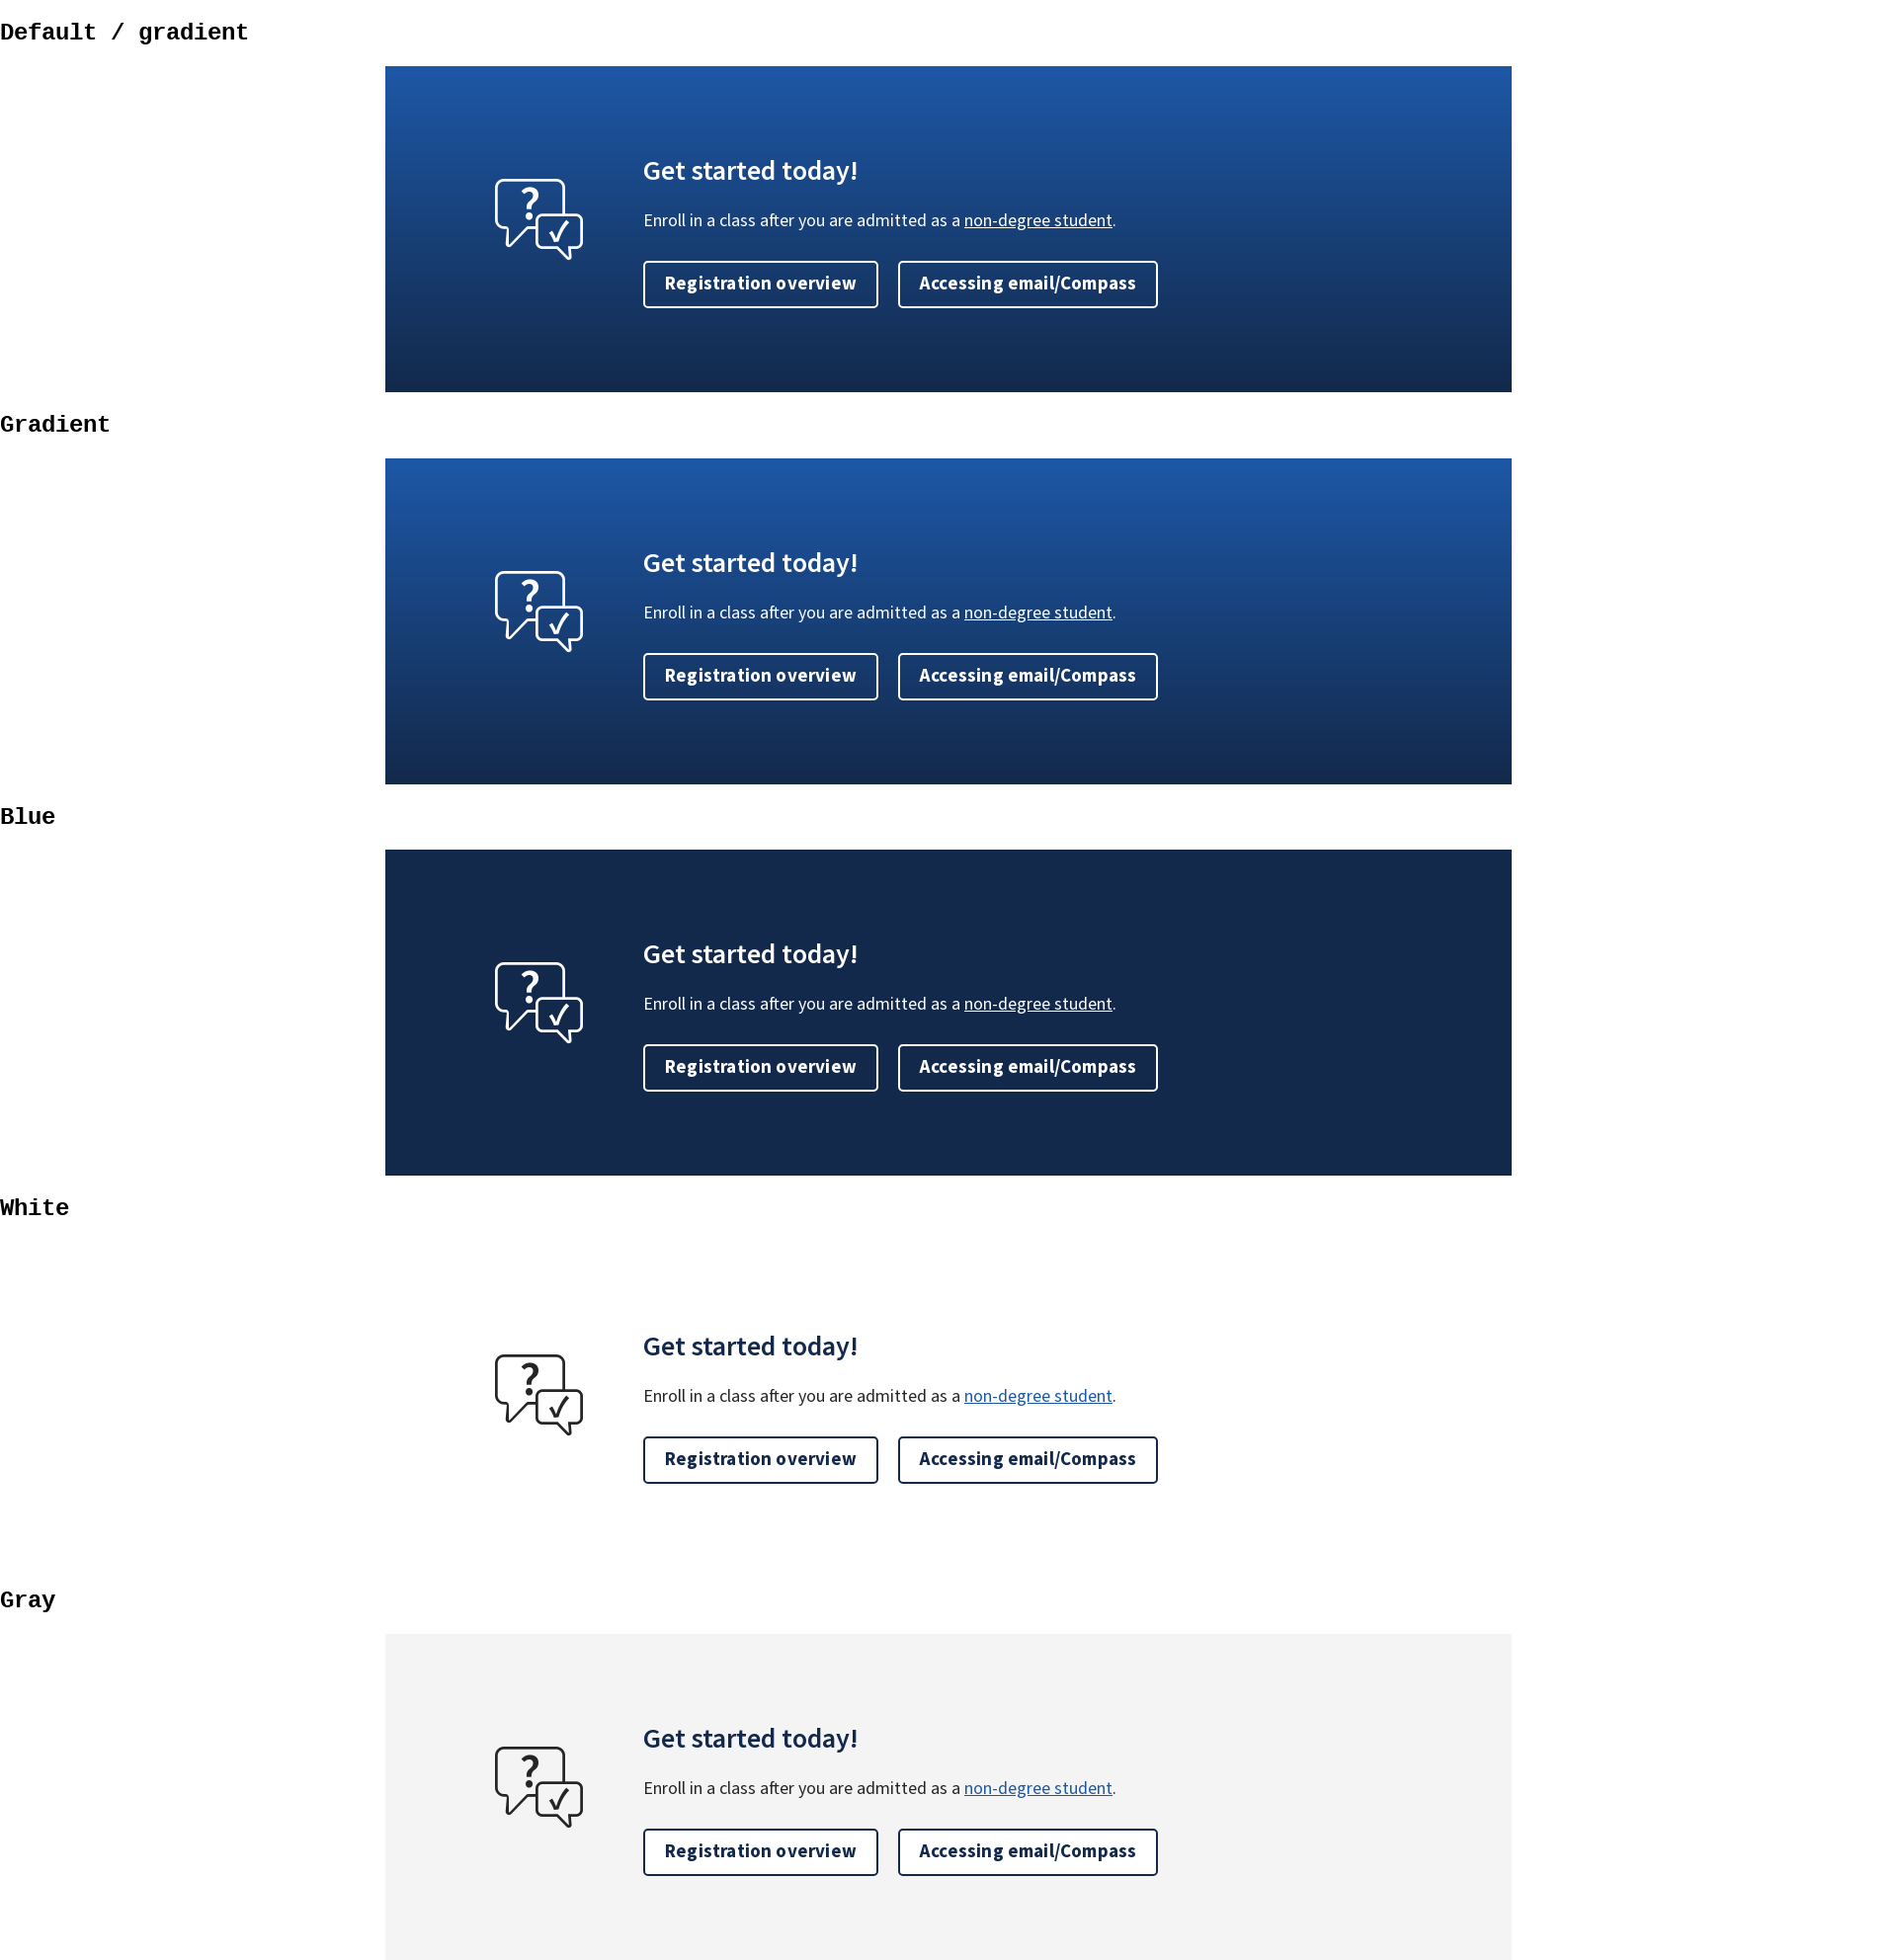 Default / gradient
Get started today!
Enroll in a class after you are admitted as a non-degree student.
Registration overview
Accessing email/Compass
Gradient
Get started today!
Enroll in a class after you are admitted as a non-degree student.
Registration overview
Accessing email/Compass
Blue
Get started today!
Enroll in a class after you are admitted as a non-degree student.
Registration overview
Accessing email/Compass
White
Get started today!
Enroll in a class after you are admitted as a non-degree student.
Registration overview
Accessing email/Compass
Gray
Get started today!
Enroll in a class after you are admitted as a non-degree student.
Registration overview
Accessing email/Compass